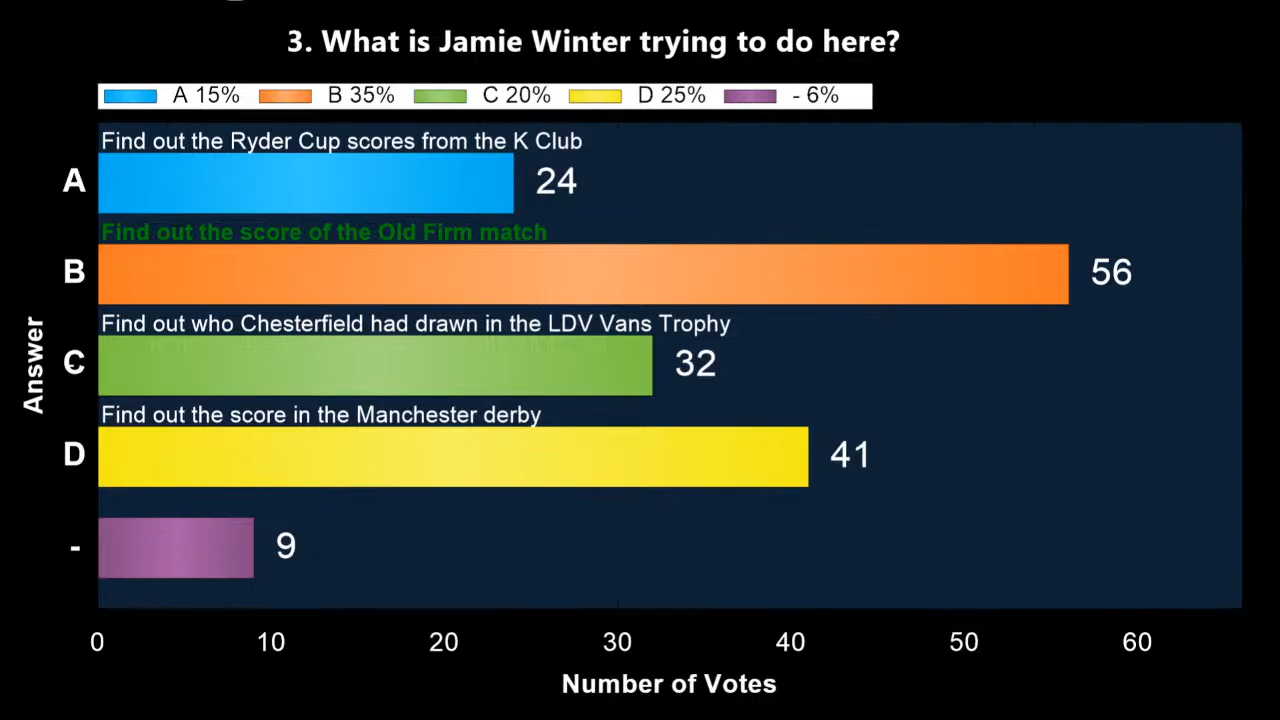 3. What is Jamie Winter trying to do here?
A 15% B 35% C 20% D 25% - 6%
Find out the Ryder Cup scores from the K Club
A 24
Find out the score of the Old Firm match
B 56
Find out who Chesterfield had drawn in the LDV Vans Trophy
C 32
Find out the score in the Manchester derby
D 41
- 9
Answer
0 10 20 30 40 50 60
Number of Votes